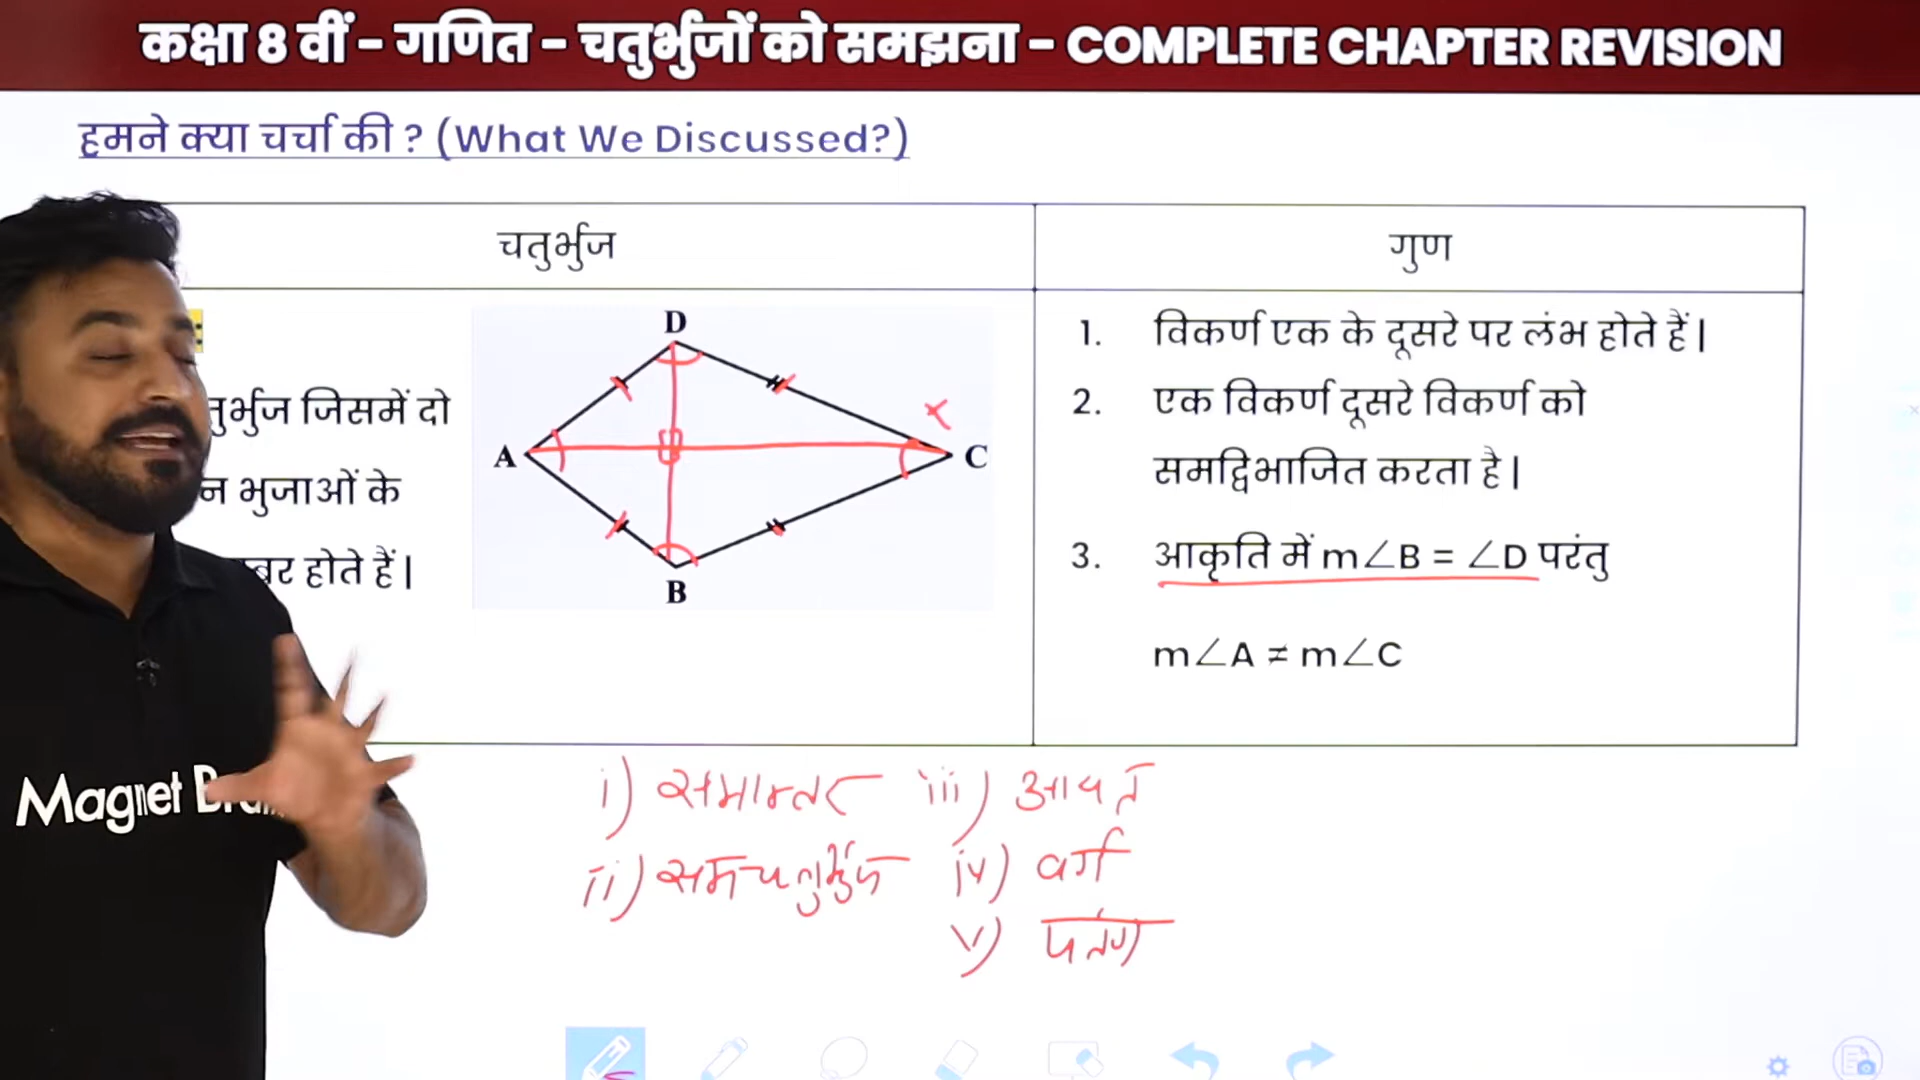 कक्षा 8 वीं - गणित - चतुर्भुजों को समझना - COMPLETE CHAPTER REVISION
हमने क्या चर्चा की ? (What We Discussed?)
चतुर्भुज
गुण
जिसमें दो
भुजाओं के
होते हैं |
D
A
C
B
1. विकर्ण एक के दूसरे पर लंभ होते हैं |
2. एक विकर्ण दूसरे विकर्ण को
समद्विभाजित करता है |
3. आकृति में m∠B = ∠D परंतु
m∠A ≠ m∠C
i) समान्तर
iii) आयत
ii) समचतुर्भुज
iv) वर्ग
v) पतंग
Magnet